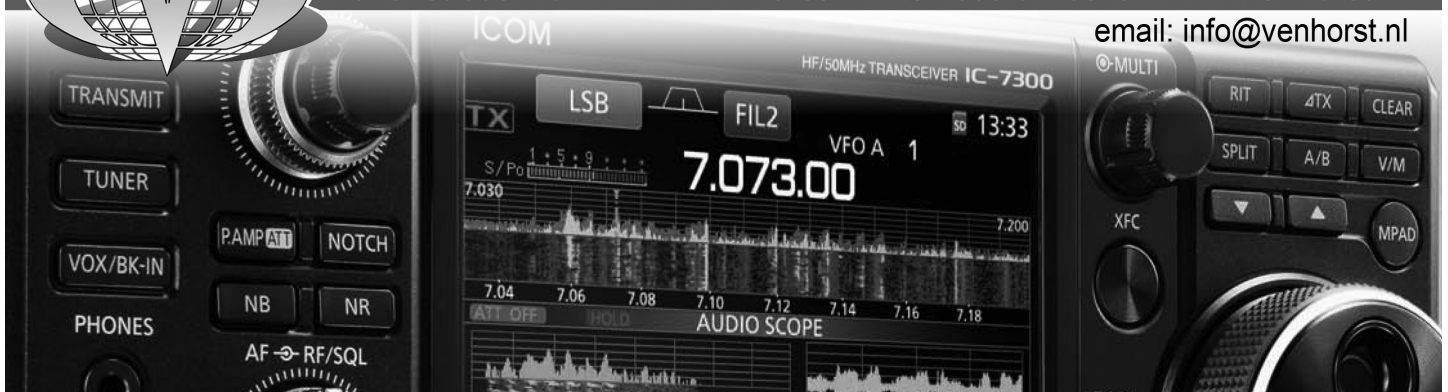 email: info@venhorst.nl
ICOM
HF/50MHz TRANSCEIVER IC-7300
MULTI
TRANSMIT
TUNER
VOX/BK-IN
PHONES
P.AMP ATT
NOTCH
NB
NR
AF RF/SQL
TX
LSB
FIL2
SD 13:33
VFO A 1
S/Po 1 5 9
7.073.00
7.030
7.200
7.04 7.06 7.08 7.10 7.12 7.14 7.16 7.18
ATT OFF
HOLD
AUDIO SCOPE
RIT
ΔTX
CLEAR
SPLIT
A/B
V/M
XFC
MPAD